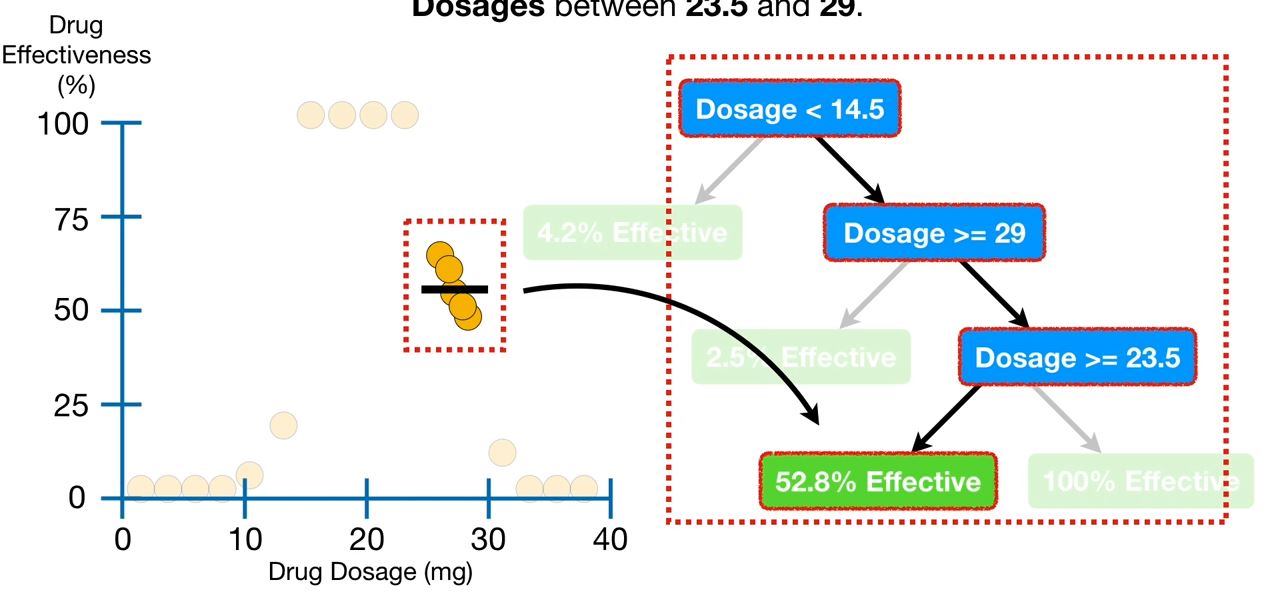 Dosages between 23.5 and 29.
Drug
Effectiveness
(%)
100
75
50
25
0
0 10 20 30 40
Drug Dosage (mg)
Dosage < 14.5
4.2% Effective
Dosage >= 29
2.5% Effective
Dosage >= 23.5
52.8% Effective
100% Effective